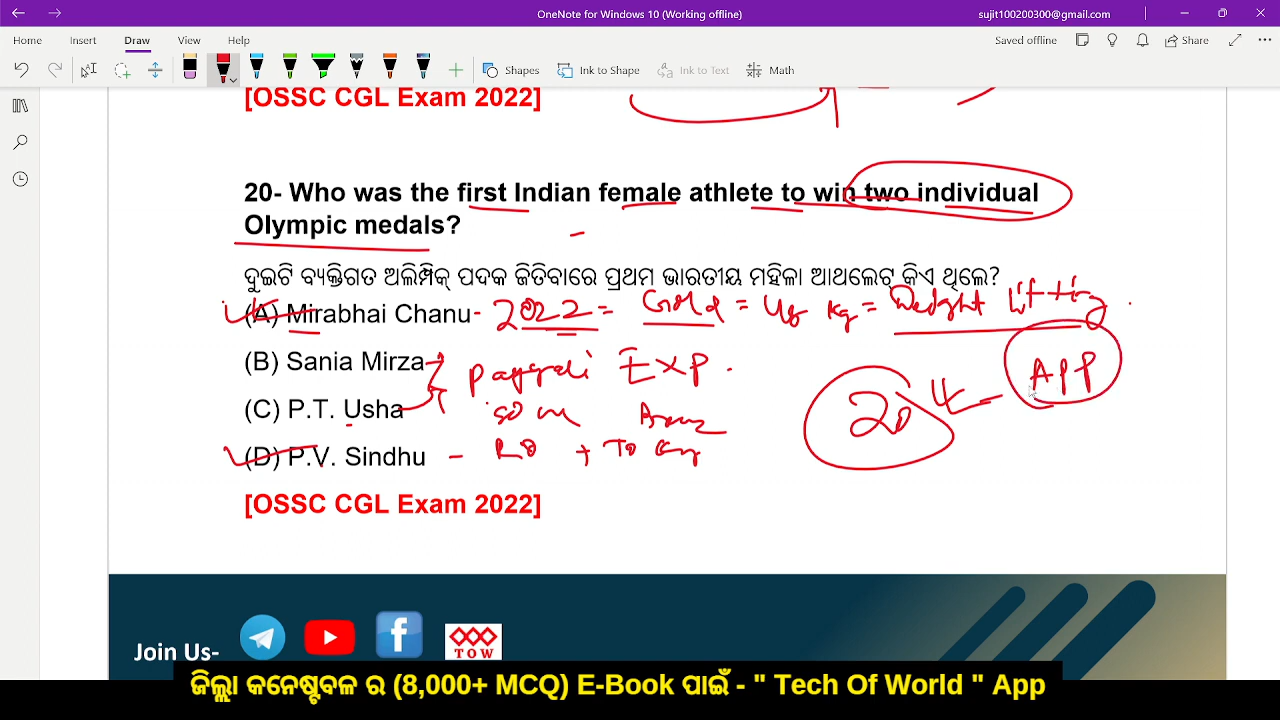 OneNote for Windows 10 (Working offline)
sujit100200300@gmail.com
Home Insert Draw View Help
Saved offline
Share
Shapes
Ink to Shape
Ink to Text
Math
[OSSC CGL Exam 2022]
20- Who was the first Indian female athlete to win two individual
Olympic medals?
ଦୁଇଟି ବ୍ୟକ୍ତିଗତ ଅଲିମ୍ପିକ୍ ପଦକ ଜିତିବାରେ ପ୍ରଥମ ଭାରତୀୟ ମହିଳା ଆଥଲେଟ୍ କିଏ ଥିଲେ?
(A) Mirabhai Chanu - 2022 = Gold = Kg = Weight Lifting
(B) Sania Mirza
EXP
APP
(C) P.T. Usha
20
(D) P.V. Sindhu -
[OSSC CGL Exam 2022]
Join Us-
TOW
ଜିଲ୍ଲା କନେଷ୍ଟବଳ ର (8,000+ MCQ) E-Book ପାଇଁ - " Tech Of World " App